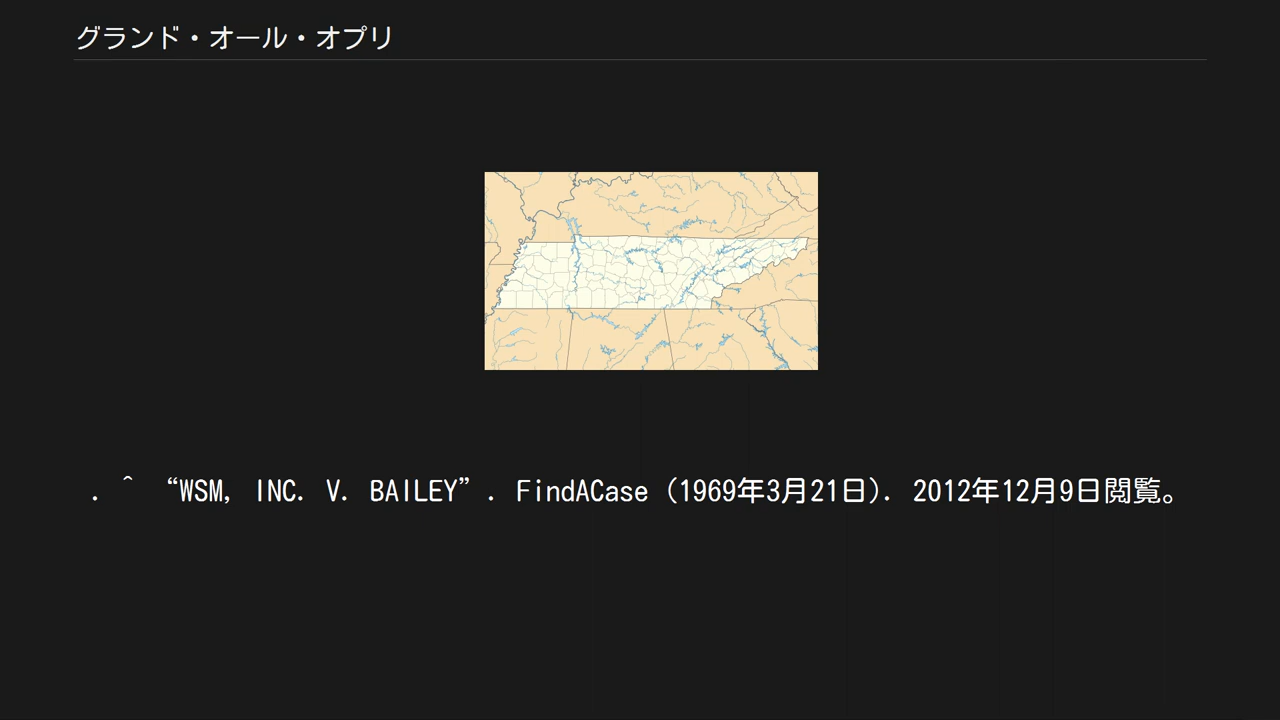 グランド・オール・オプリ
. ^ “WSM, INC. V. BAILEY”. FindACase (1969年3月21日). 2012年12月9日閲覧。